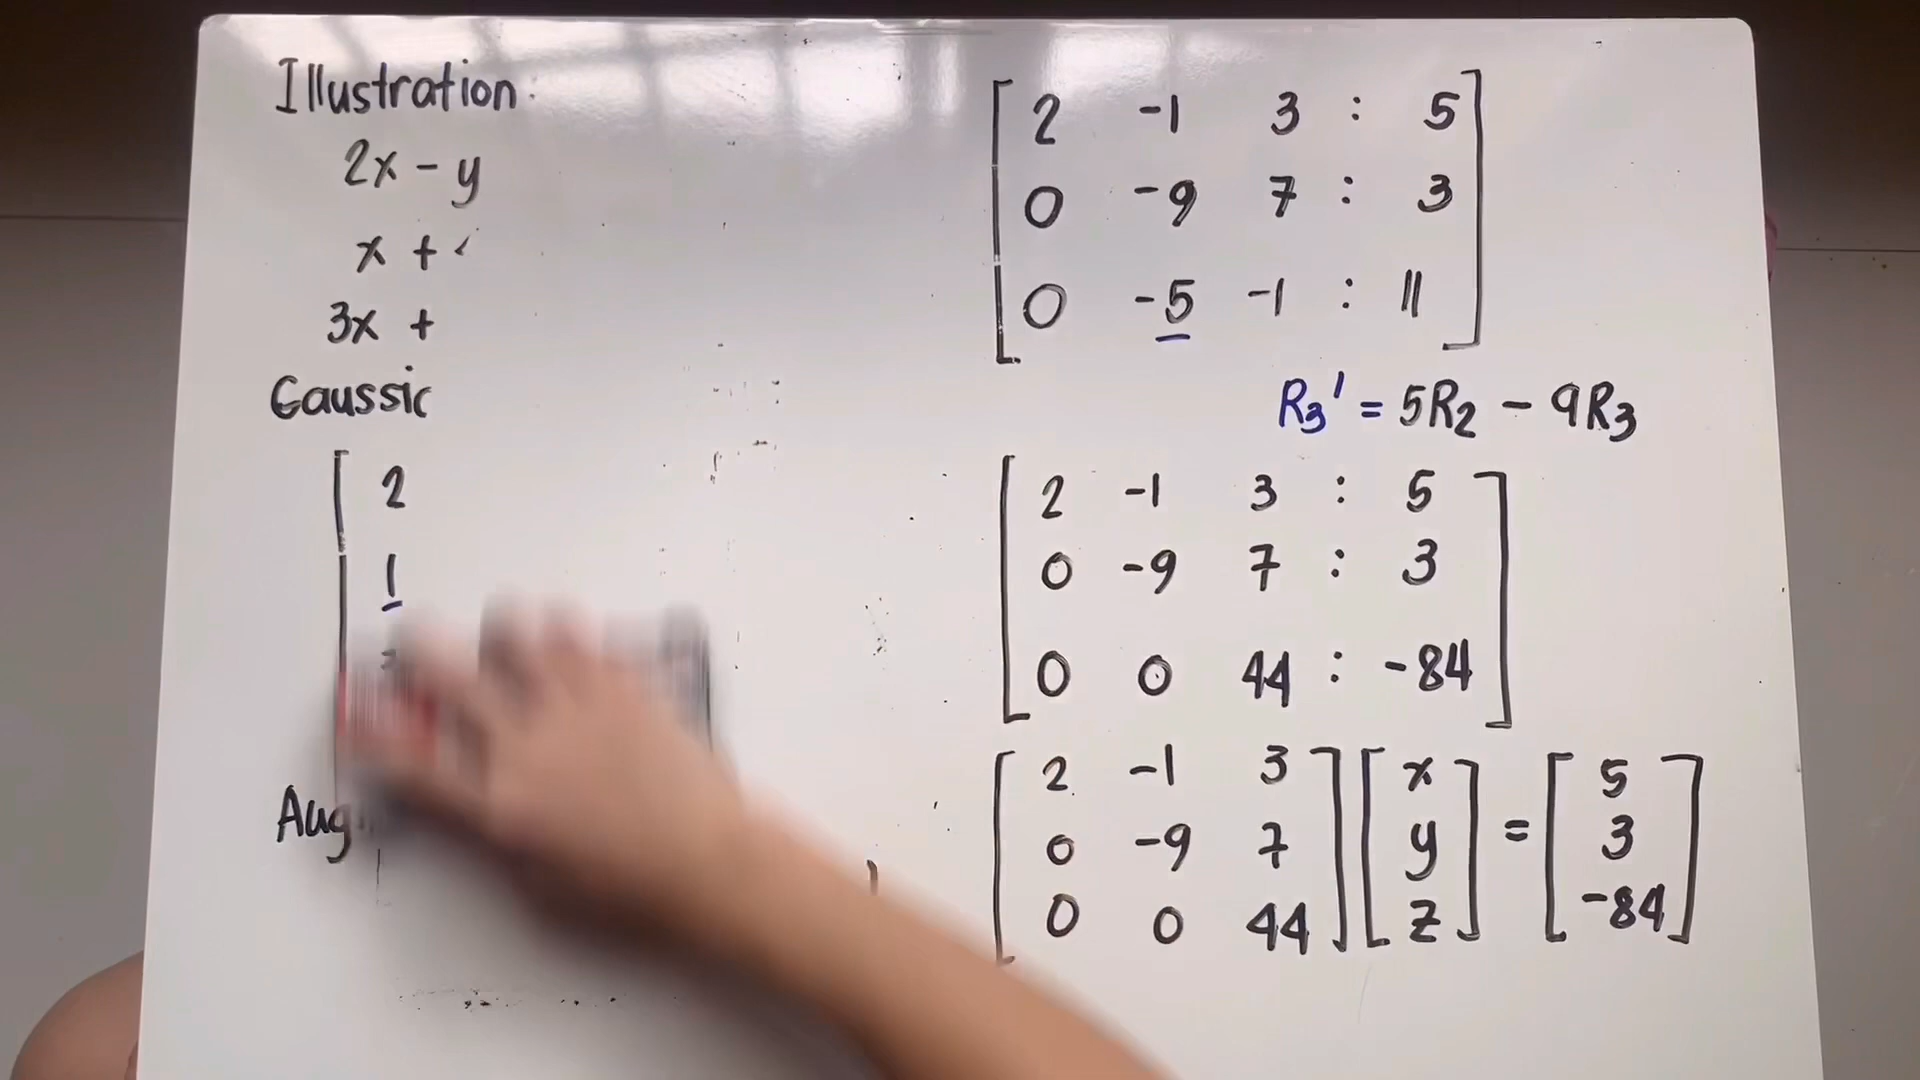 Illustration
2x - y
x +
3x +
Gaussic
2
1
Aug
2 -1 3 : 5
0 -9 7 : 3
0 -5 -1 : 11
R3' = 5R2 - 9R3
2 -1 3 : 5
0 -9 7 : 3
0 0 44 : -84
2 -1 3 x 5
0 -9 7 y = 3
0 0 44 z -84